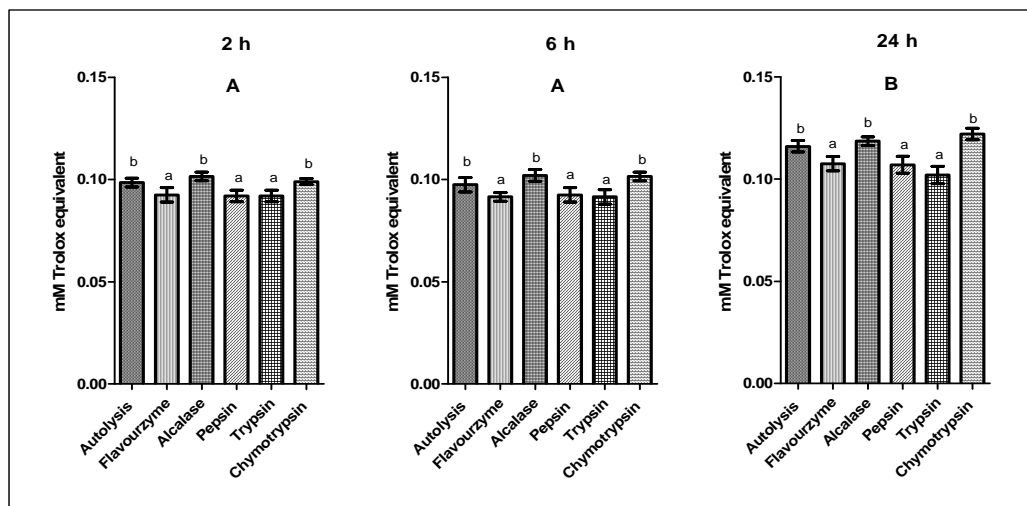 2 h
A
mM Trolox equivalent
0.15
0.10
0.05
0.00
b
a
b
a
a
b
Autolysis
Flavourzyme
Alcalase
Pepsin
Trypsin
Chymotrypsin
6 h
A
mM Trolox equivalent
0.15
0.10
0.05
0.00
b
a
b
a
a
b
Autolysis
Flavourzyme
Alcalase
Pepsin
Trypsin
Chymotrypsin
24 h
B
mM Trolox equivalent
0.15
0.10
0.05
0.00
b
a
b
a
a
b
Autolysis
Flavourzyme
Alcalase
Pepsin
Trypsin
Chymotrypsin